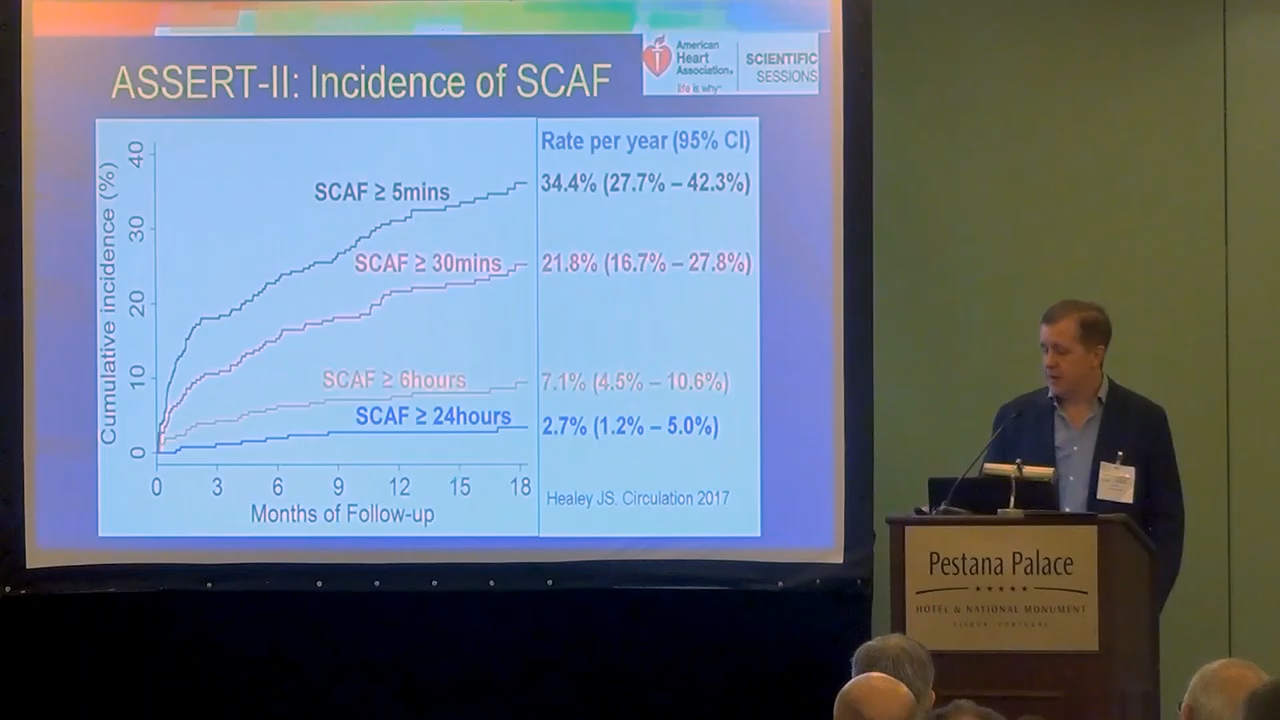 ASSERT-II: Incidence of SCAF
American
Heart
Association®
life is why™
SCIENTIFIC
SESSIONS
Cumulative incidence (%)
40
30
20
10
0
SCAF ≥ 5mins
SCAF ≥ 30mins
SCAF ≥ 6hours
SCAF ≥ 24hours
0 3 6 9 12 15 18
Months of Follow-up
Rate per year (95% CI)
34.4% (27.7% – 42.3%)
21.8% (16.7% – 27.8%)
7.1% (4.5% – 10.6%)
2.7% (1.2% – 5.0%)
Healey JS. Circulation 2017
Pestana Palace
HOTEL & NATIONAL MONUMENT
LISBOA, PORTUGAL